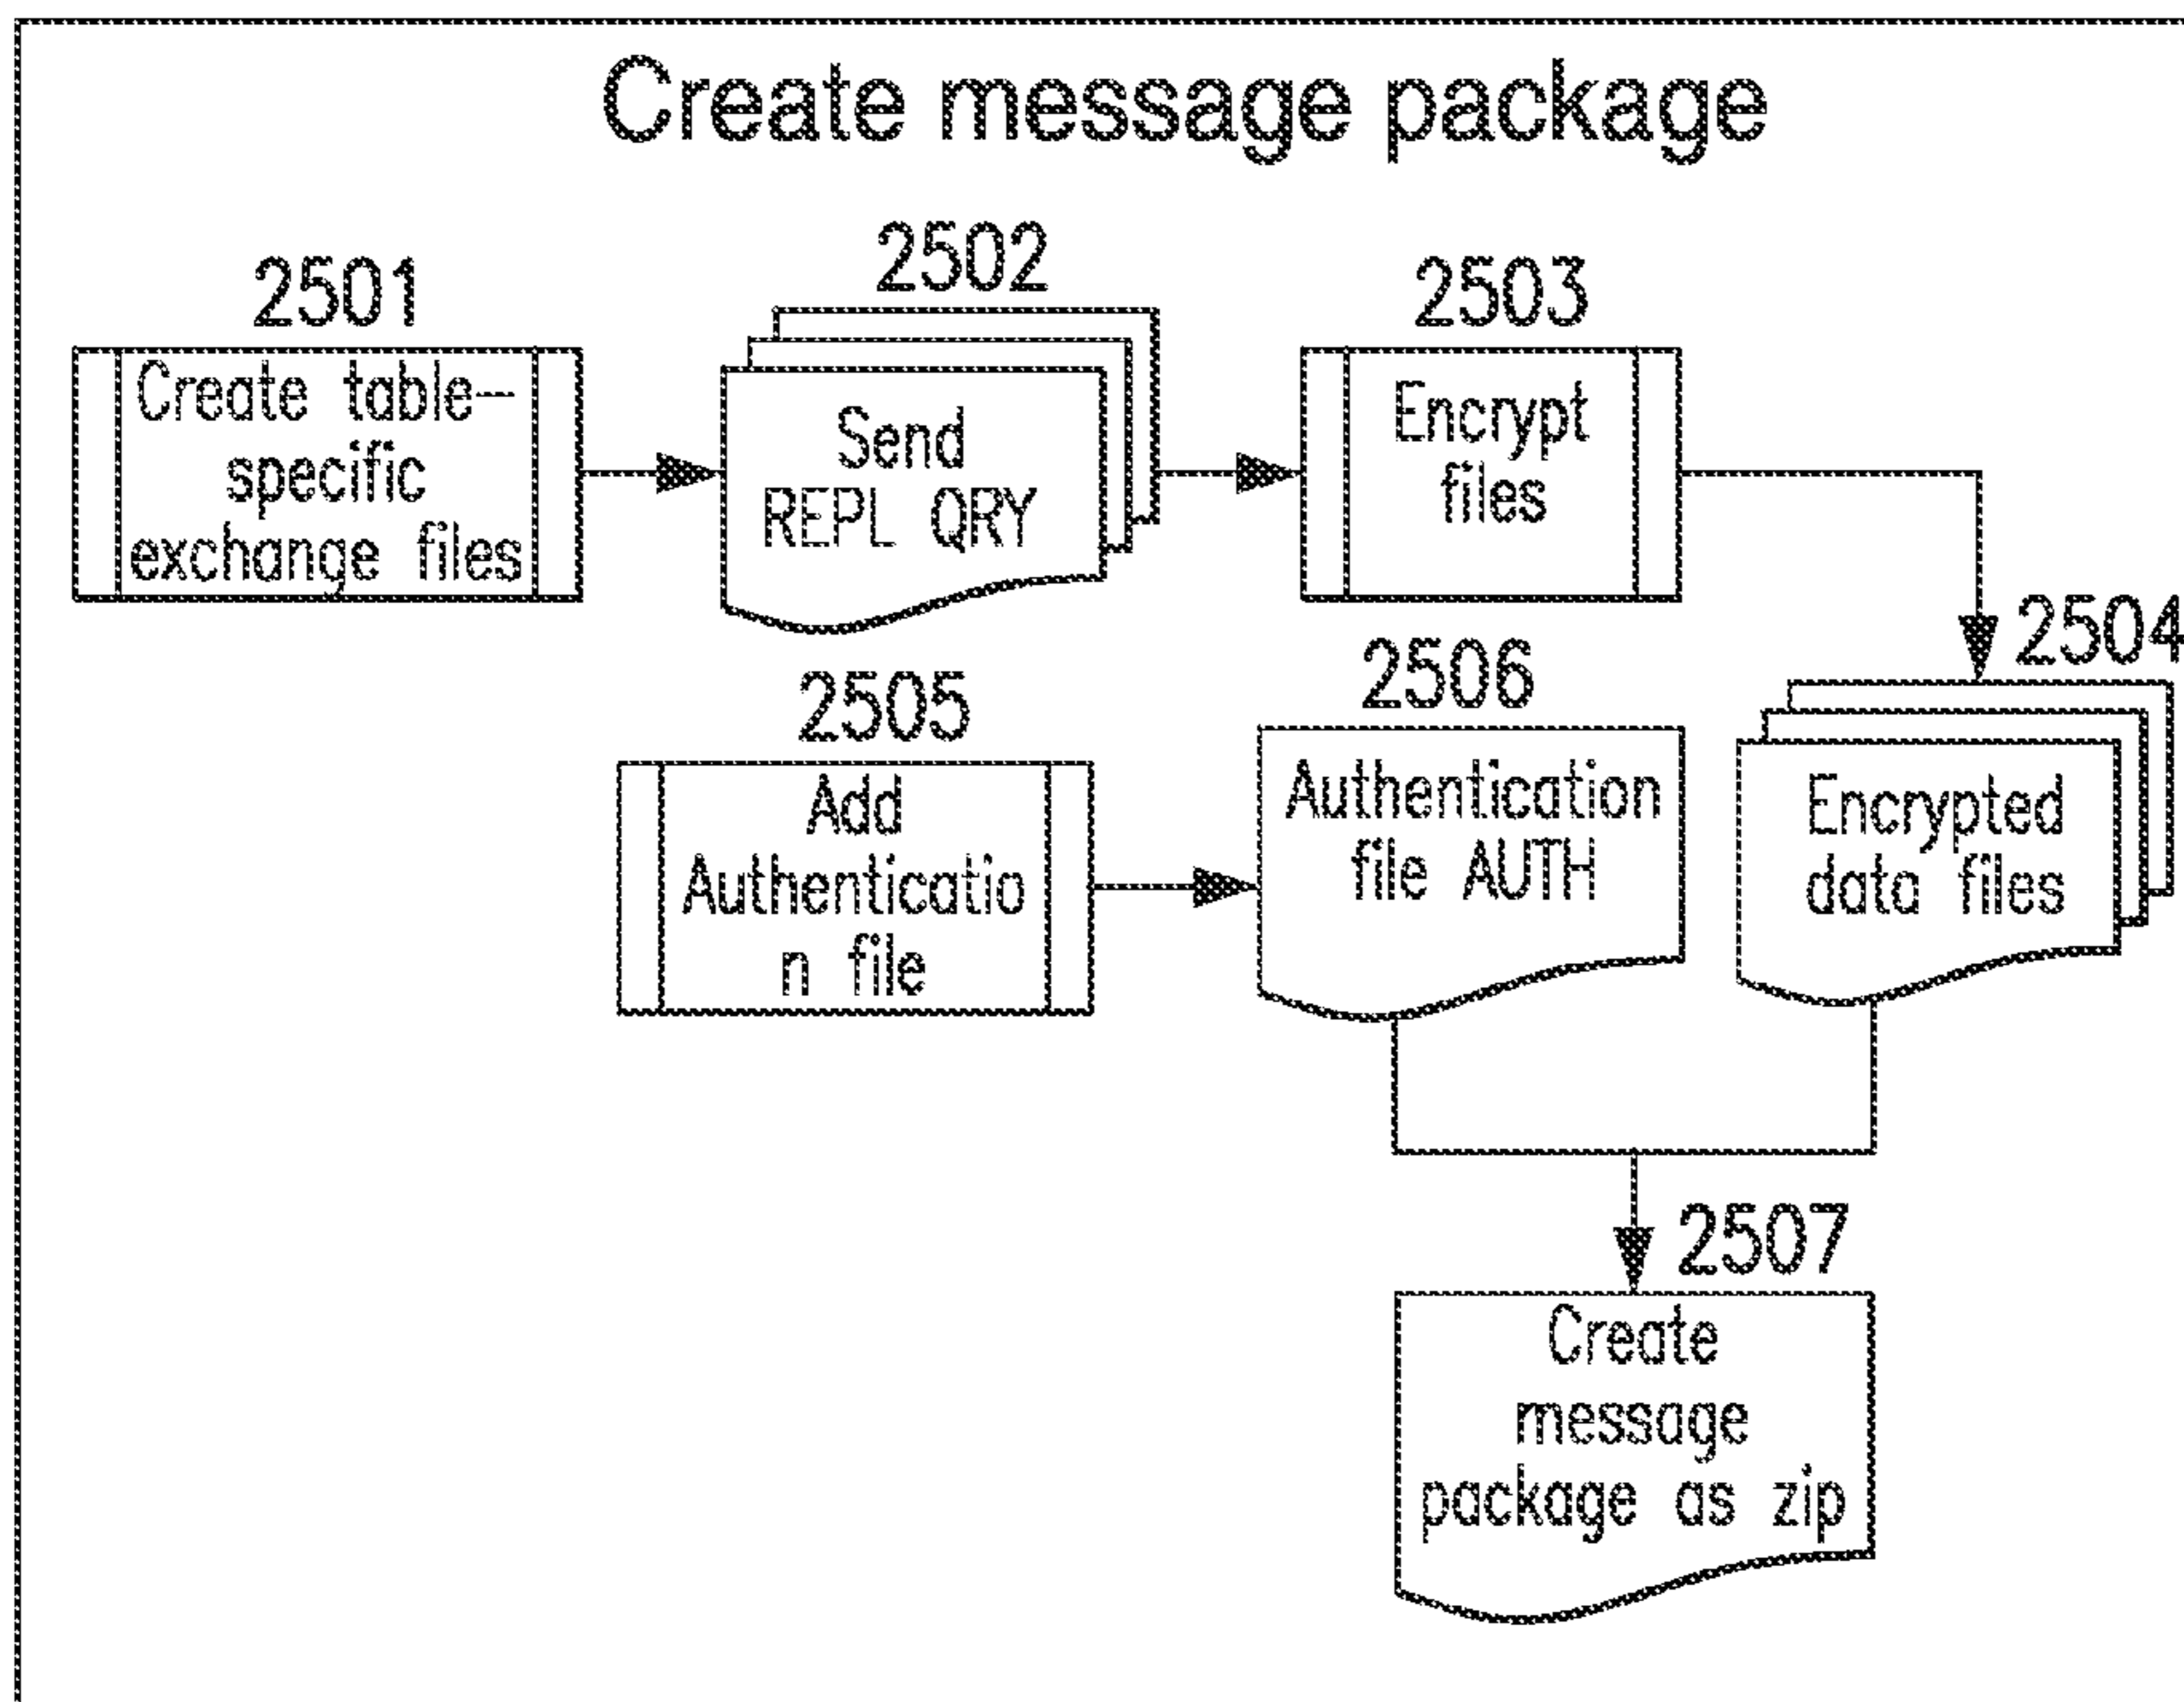 Create message package
2501
Create table-
specific
exchange files
2502
Send
REPL QRY
2503
Encrypt
files
2504
Encrypted
data files
2505
Add
Authenticatio
n file
2506
Authentication
file AUTH
2507
Create
message
package as zip